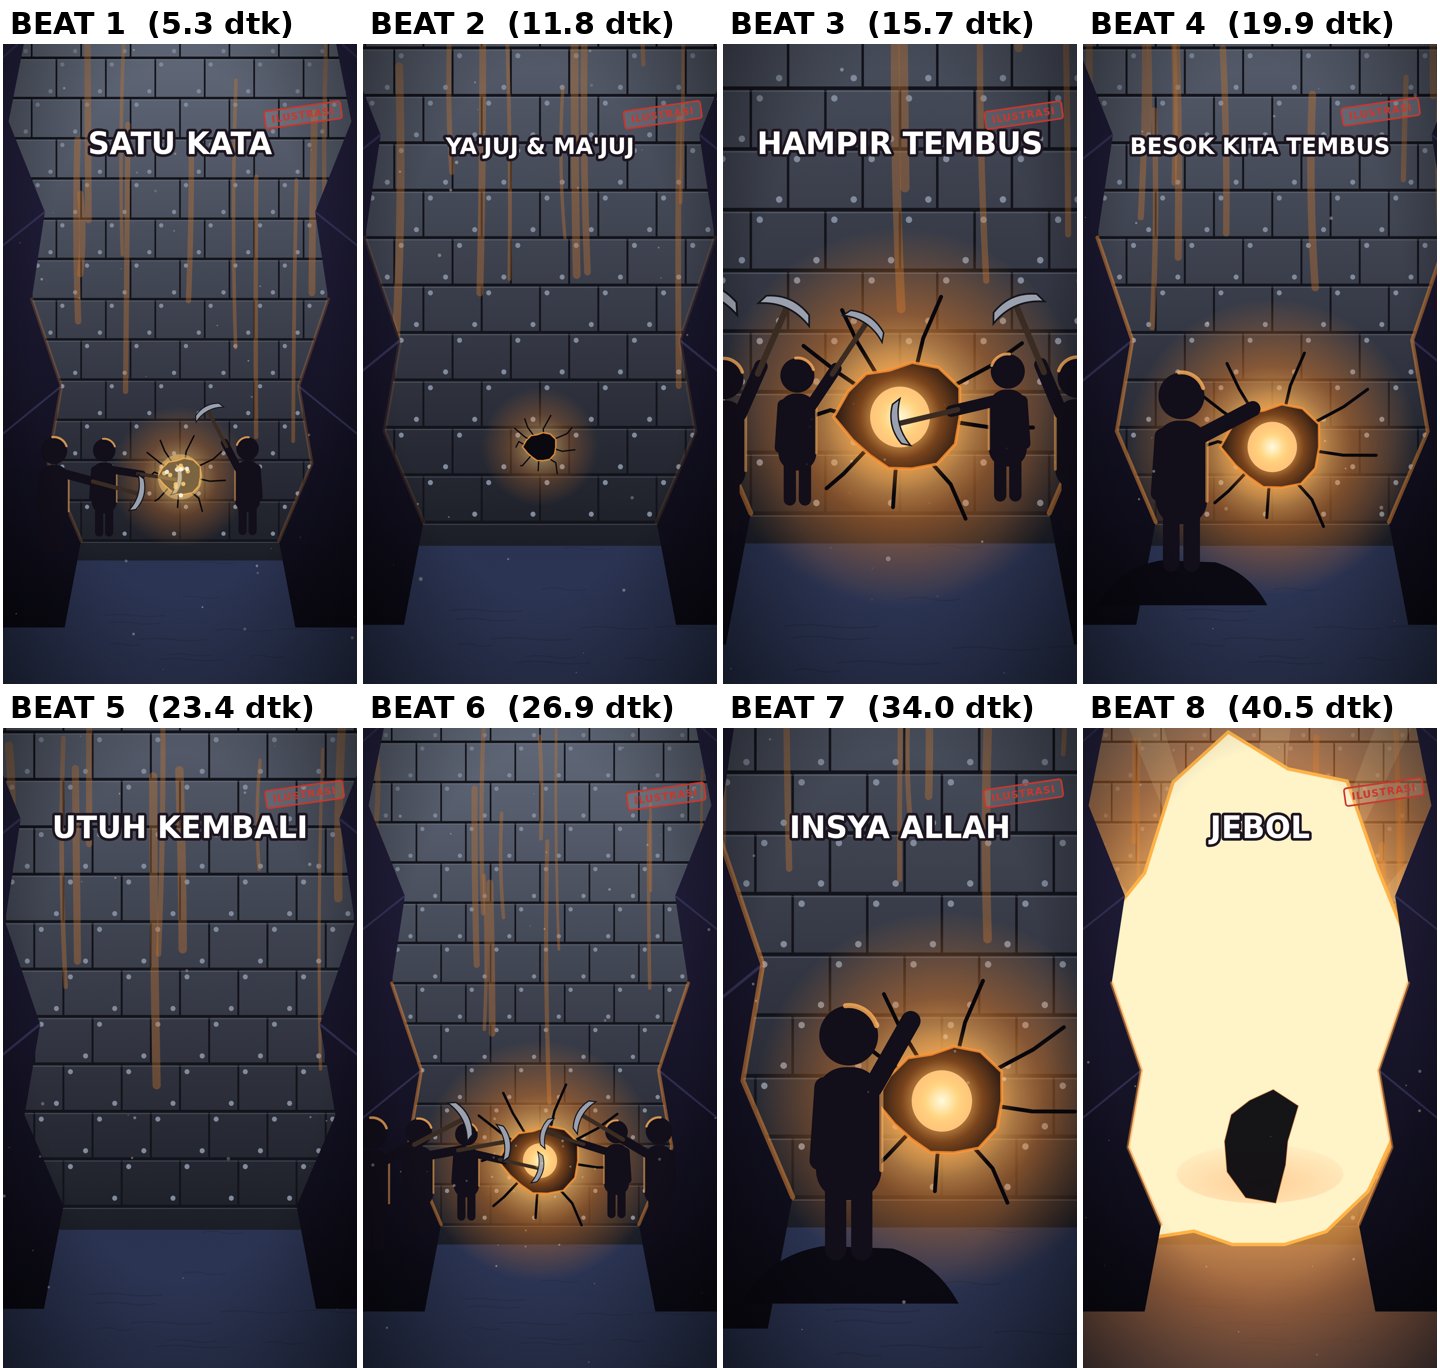 BEAT 1 (5.3 dtk)
ILUSTRASI
SATU KATA
BEAT 2 (11.8 dtk)
ILUSTRASI
YA'JUJ & MA'JUJ
BEAT 3 (15.7 dtk)
ILUSTRASI
HAMPIR TEMBUS
BEAT 4 (19.9 dtk)
ILUSTRASI
BESOK KITA TEMBUS
BEAT 5 (23.4 dtk)
ILUSTRASI
UTUH KEMBALI
BEAT 6 (26.9 dtk)
ILUSTRASI
BEAT 7 (34.0 dtk)
ILUSTRASI
INSYA ALLAH
BEAT 8 (40.5 dtk)
ILUSTRASI
JEBOL